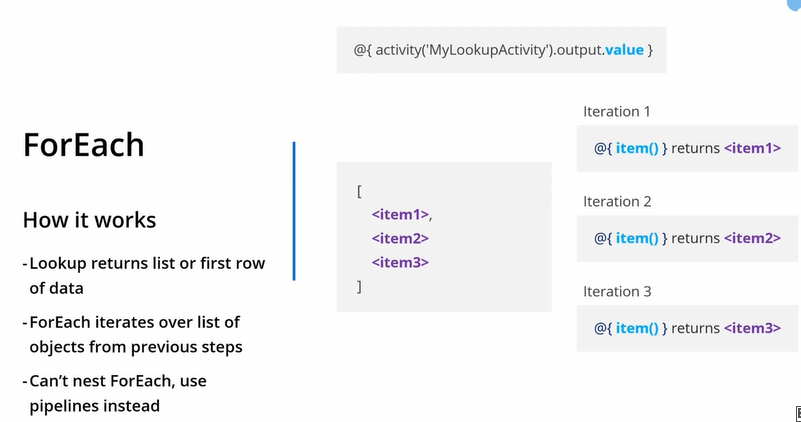 @{ activity('MyLookupActivity').output.value }
ForEach
How it works
-Lookup returns list or first row
of data
-ForEach iterates over list of
objects from previous steps
-Can't nest ForEach, use
pipelines instead
[
<item1>,
<item2>
<item3>
]
Iteration 1
@{ item() } returns <item1>
Iteration 2
@{ item() } returns <item2>
Iteration 3
@{ item() } returns <item3>